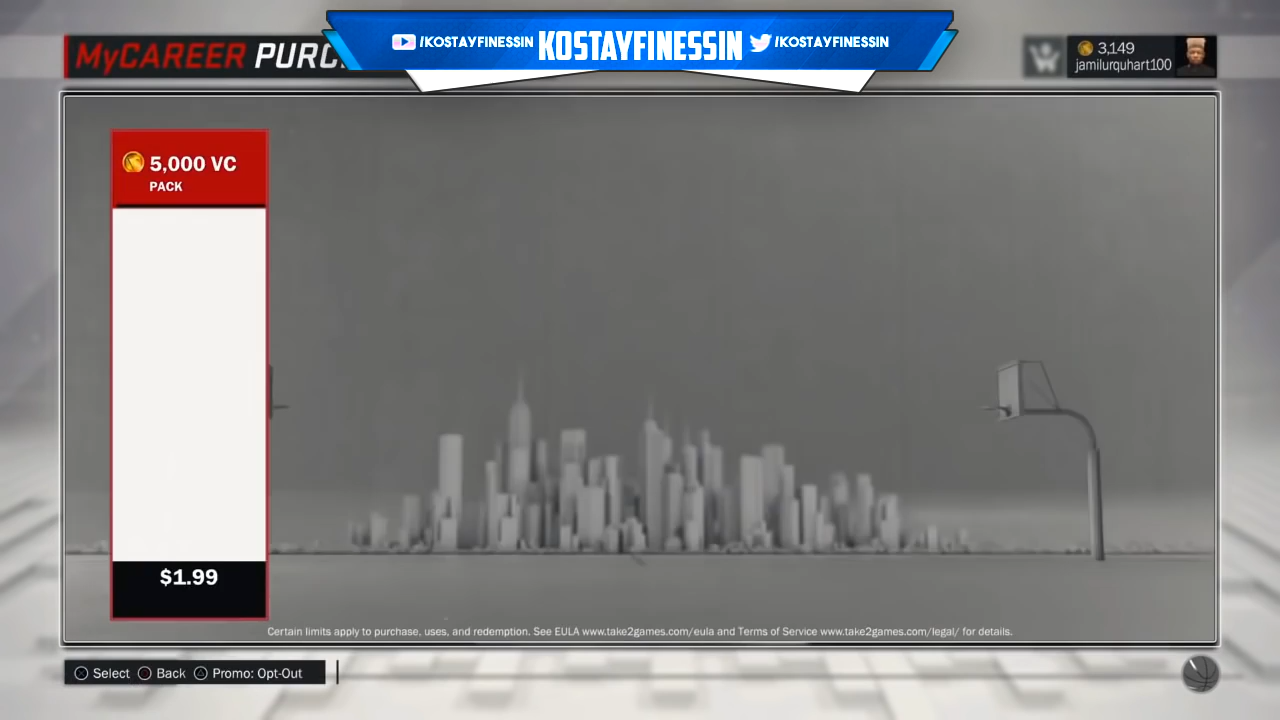 /KOSTAYFINESSIN KOSTAYFINESSIN /KOSTAYFINESSIN
MyCAREER PURC
3,149
jamilurquhart100
5,000 VC
PACK
$1.99
Certain limits apply to purchase, uses, and redemption. See EULA www.take2games.com/eula and Terms of Service www.take2games.com/legal/ for details.
Select Back Promo: Opt-Out